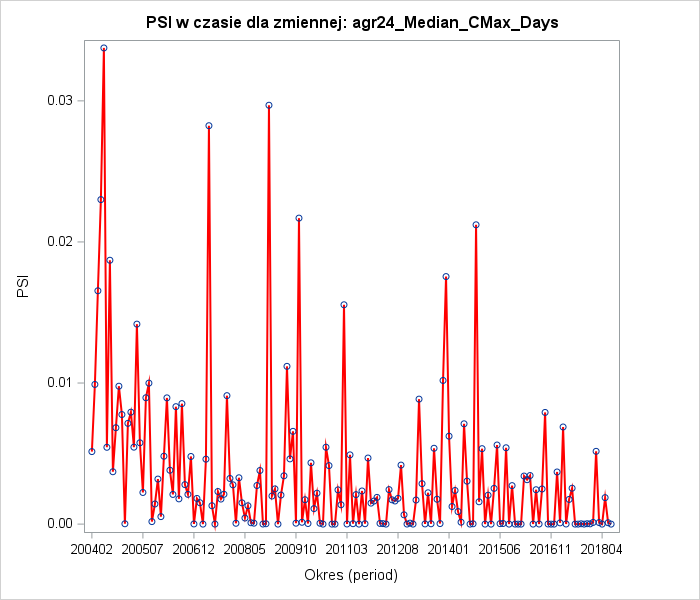 PSI w czasie dla zmiennej: agr24_Median_CMax_Days
0.03
0.02
0.01
0.00
PSI
200402 200507 200612 200805 200910 201103 201208 201401 201506 201611 201804
Okres (period)